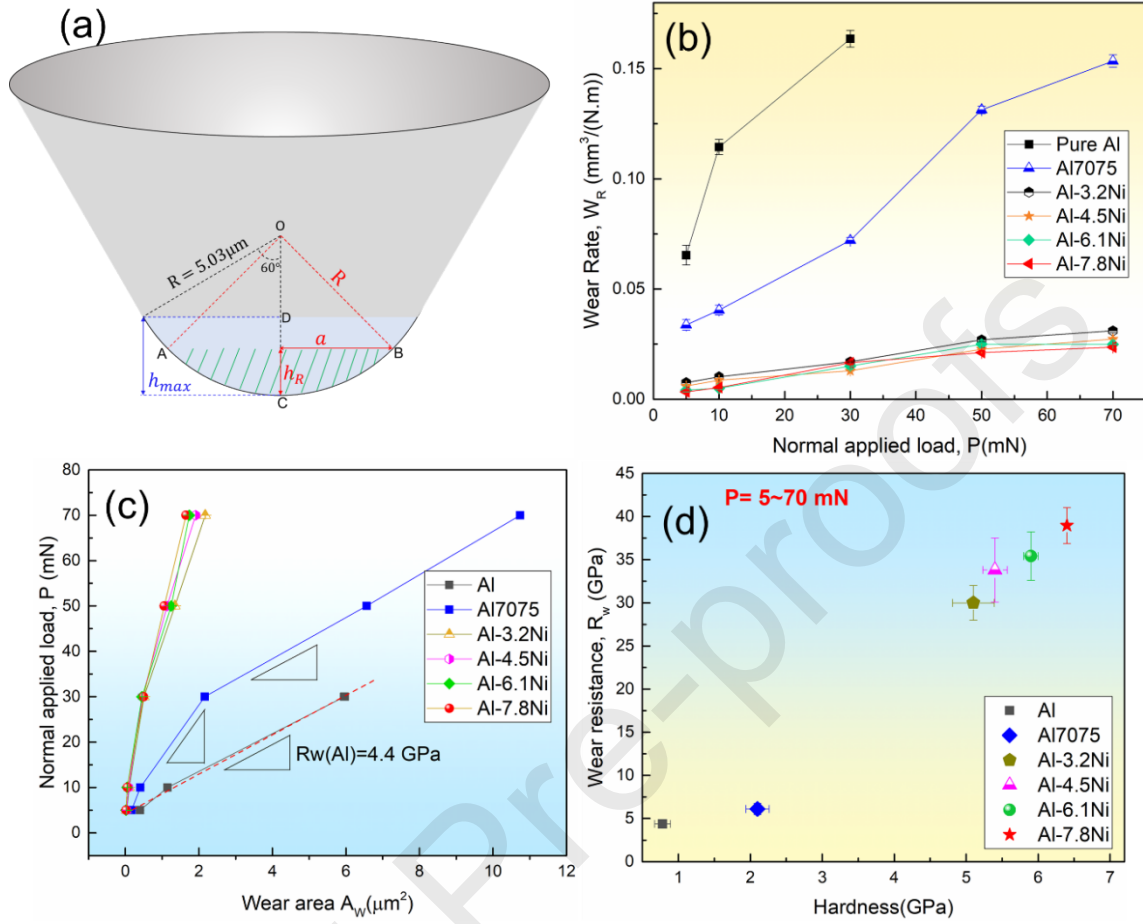 (a)
O
R = 5.03μm
60°
R
D
a
A
B
h_max
h_R
C
(b)
Wear Rate, W_R (mm³/(N.m))
0.15
0.10
0.05
0.00
0 10 20 30 40 50 60 70
Normal applied load, P(mN)
Pure Al
Al7075
Al-3.2Ni
Al-4.5Ni
Al-6.1Ni
Al-7.8Ni
(c)
Normal applied load, P (mN)
80
70
60
50
40
30
20
10
0
0 2 4 6 8 10 12
Wear area A_W(μm²)
Al
Al7075
Al-3.2Ni
Al-4.5Ni
Al-6.1Ni
Al-7.8Ni
Rw(Al)=4.4 GPa
(d)
P= 5~70 mN
Wear resistance, R_w (GPa)
45
40
35
30
25
20
15
10
5
0
1 2 3 4 5 6 7
Hardness(GPa)
Al
Al7075
Al-3.2Ni
Al-4.5Ni
Al-6.1Ni
Al-7.8Ni
Pre-proofs